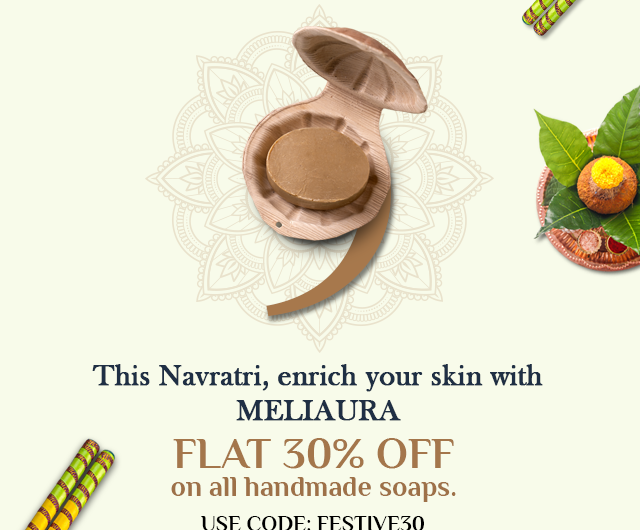 This Navratri, enrich your skin with
MELIAURA
FLAT 30% OFF
on all handmade soaps.
USE CODE: FESTIVE30